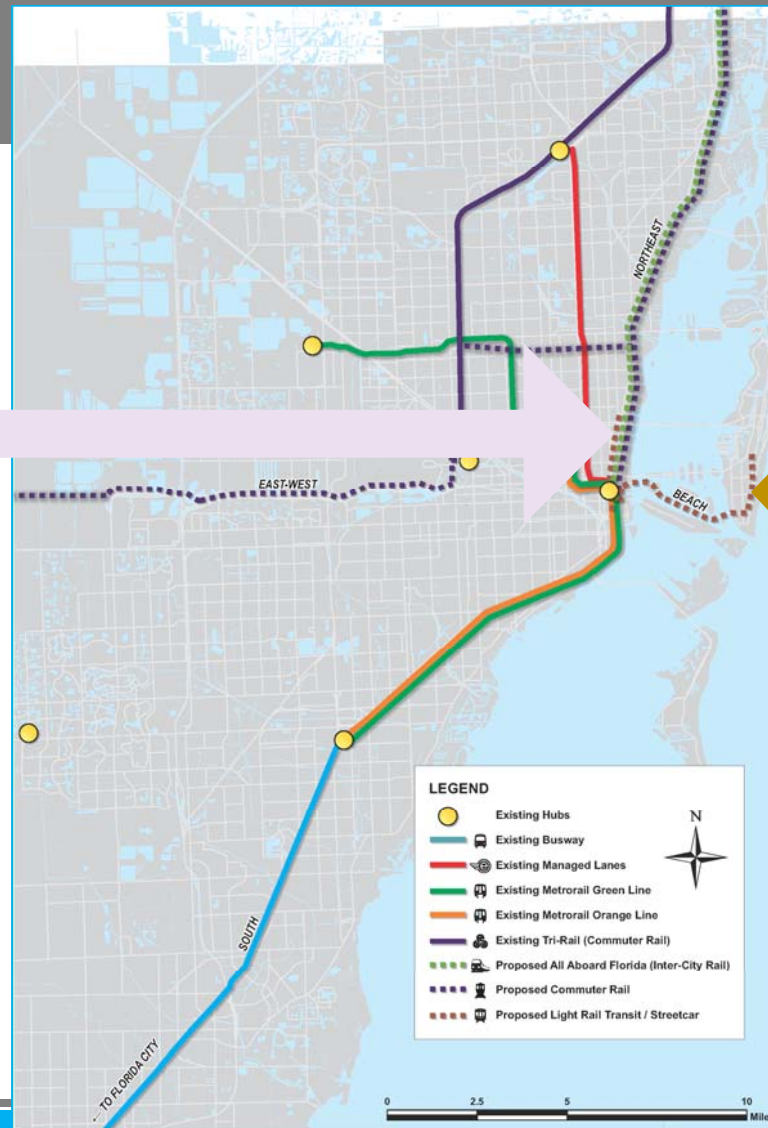 NORTHEAST
EAST-WEST
BEACH
SOUTH
← TO FLORIDA CITY
LEGEND
Existing Hubs
Existing Busway
Existing Managed Lanes
Existing Metrorail Green Line
Existing Metrorail Orange Line
Existing Tri-Rail (Commuter Rail)
Proposed All Aboard Florida (Inter-City Rail)
Proposed Commuter Rail
Proposed Light Rail Transit / Streetcar
N
0 2.5 5 10
Mile